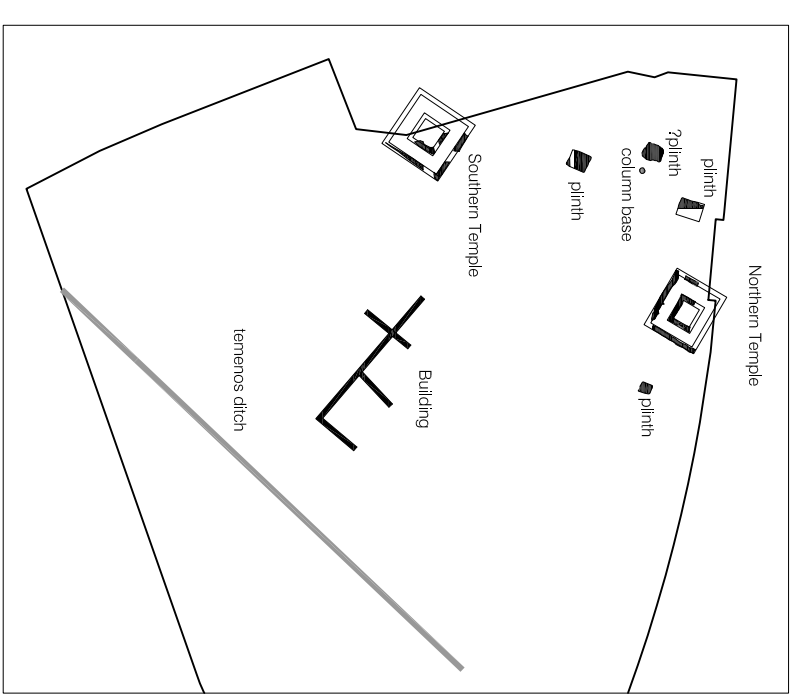 Northern Temple
plinth
?plinth
column base
plinth
plinth
Southern Temple
Building
temenos ditch